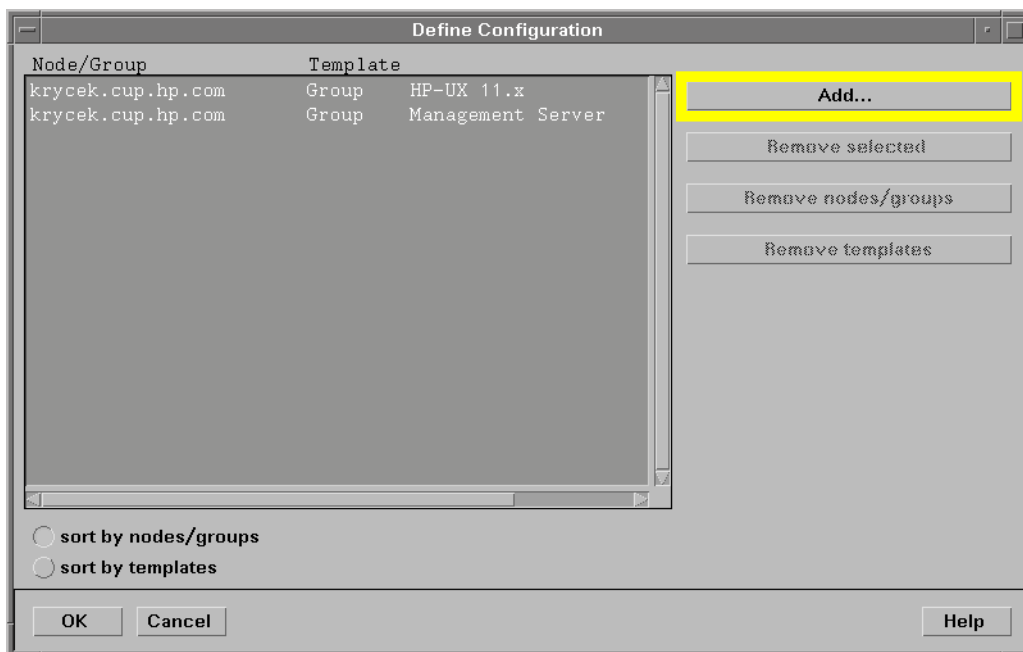 Define Configuration
Node/Group Template
krycek.cup.hp.com Group HP-UX 11.x
krycek.cup.hp.com Group Management Server
Add...
Remove selected
Remove nodes/groups
Remove templates
sort by nodes/groups
sort by templates
OK Cancel Help